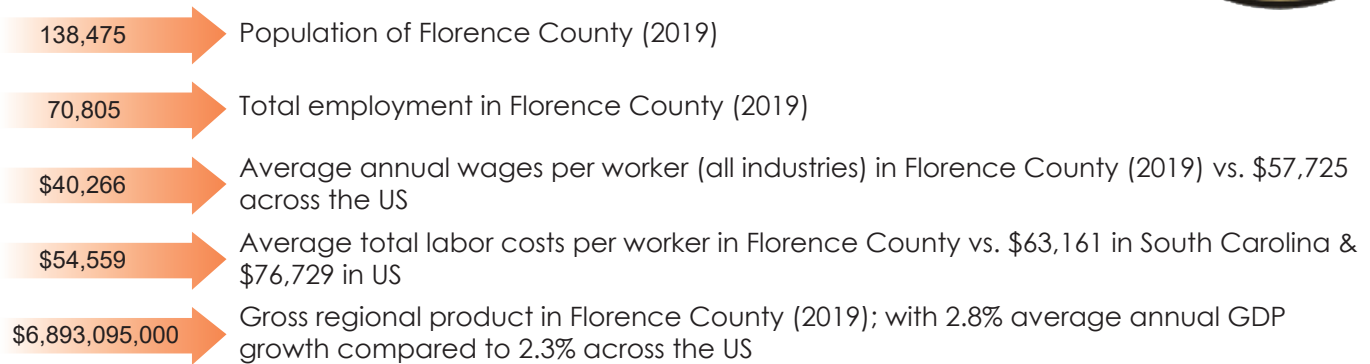 138,475 Population of Florence County (2019)
70,805 Total employment in Florence County (2019)
$40,266 Average annual wages per worker (all industries) in Florence County (2019) vs. $57,725
across the US
$54,559 Average total labor costs per worker in Florence County vs. $63,161 in South Carolina &
$76,729 in US
$6,893,095,000 Gross regional product in Florence County (2019); with 2.8% average annual GDP
growth compared to 2.3% across the US